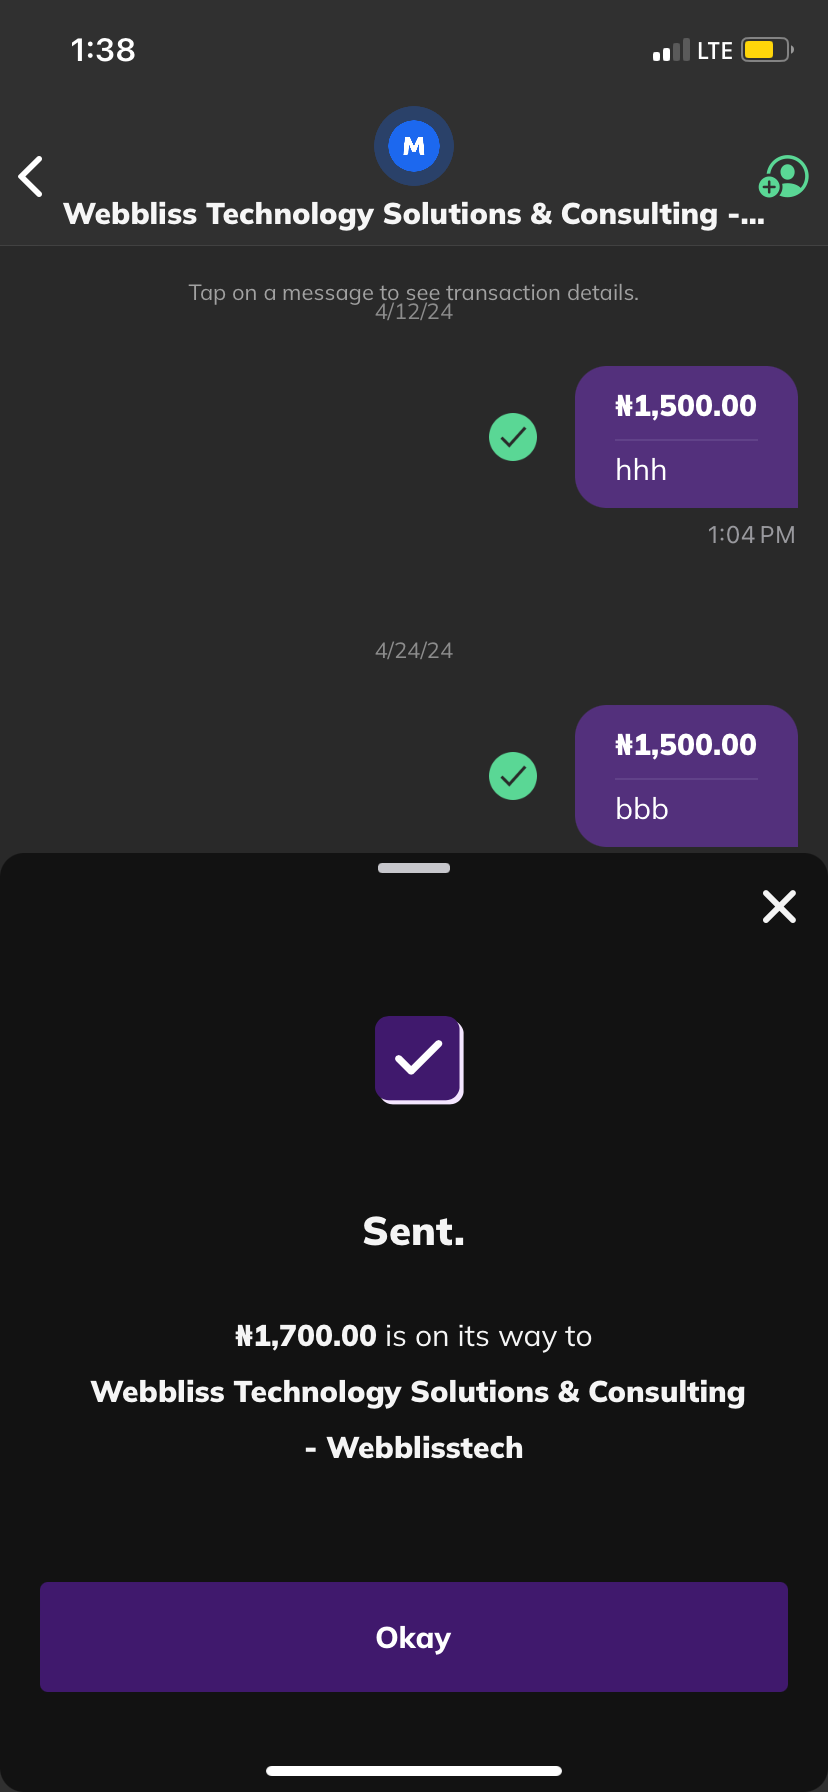 1:38
LTE
M
Webbliss Technology Solutions & Consulting -...
Tap on a message to see transaction details.
4/12/24
₦1,500.00
hhh
1:04 PM
4/24/24
₦1,500.00
bbb
Sent.
₦1,700.00 is on its way to
Webbliss Technology Solutions & Consulting
- Webblisstech
Okay